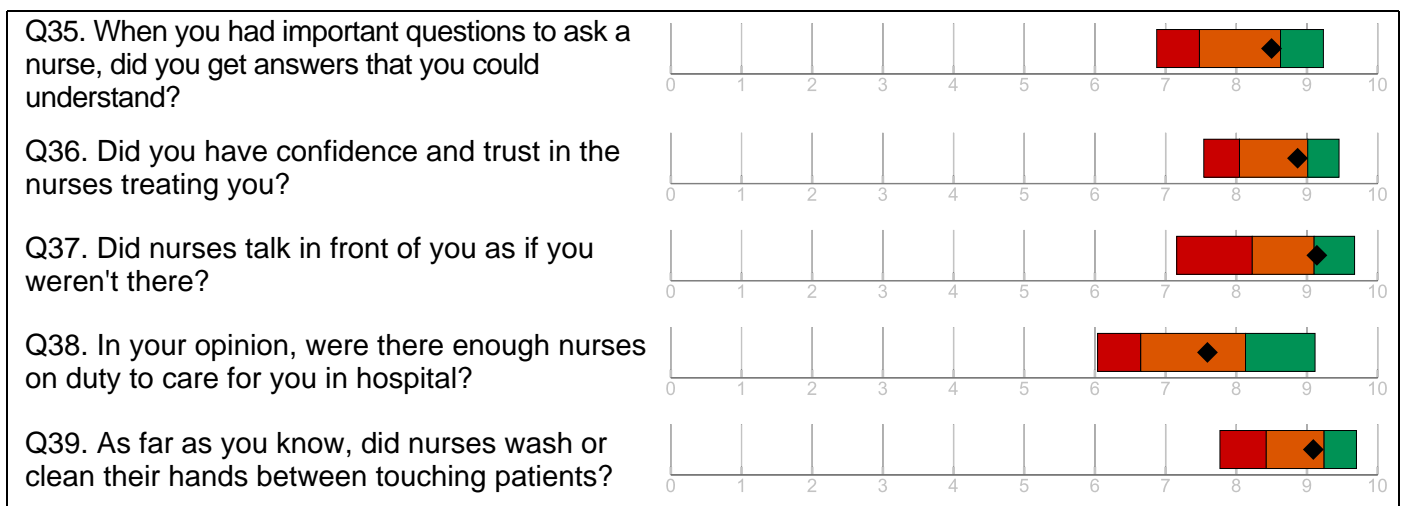 Q35. When you had important questions to ask a
nurse, did you get answers that you could
understand?
0 1 2 3 4 5 6 7 8 9 10
Q36. Did you have confidence and trust in the
nurses treating you?
0 1 2 3 4 5 6 7 8 9 10
Q37. Did nurses talk in front of you as if you
weren't there?
0 1 2 3 4 5 6 7 8 9 10
Q38. In your opinion, were there enough nurses
on duty to care for you in hospital?
0 1 2 3 4 5 6 7 8 9 10
Q39. As far as you know, did nurses wash or
clean their hands between touching patients?
0 1 2 3 4 5 6 7 8 9 10